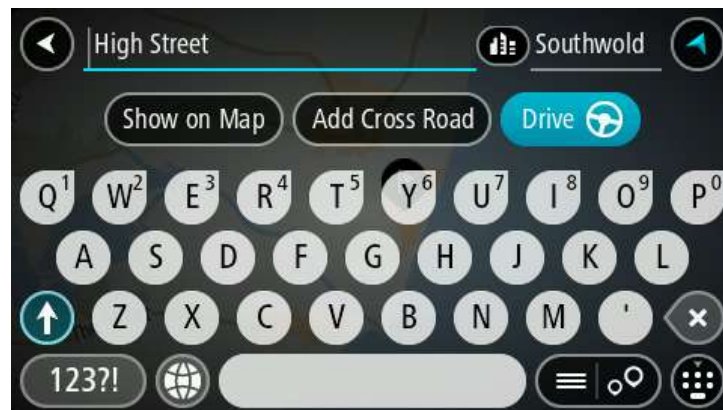 High Street Southwold
Show on Map Add Cross Road Drive
Q1 W2 E3 R4 T5 Y6 U7 I8 O9 P0
A S D F G H J K L
Z X C V B N M '
123?!